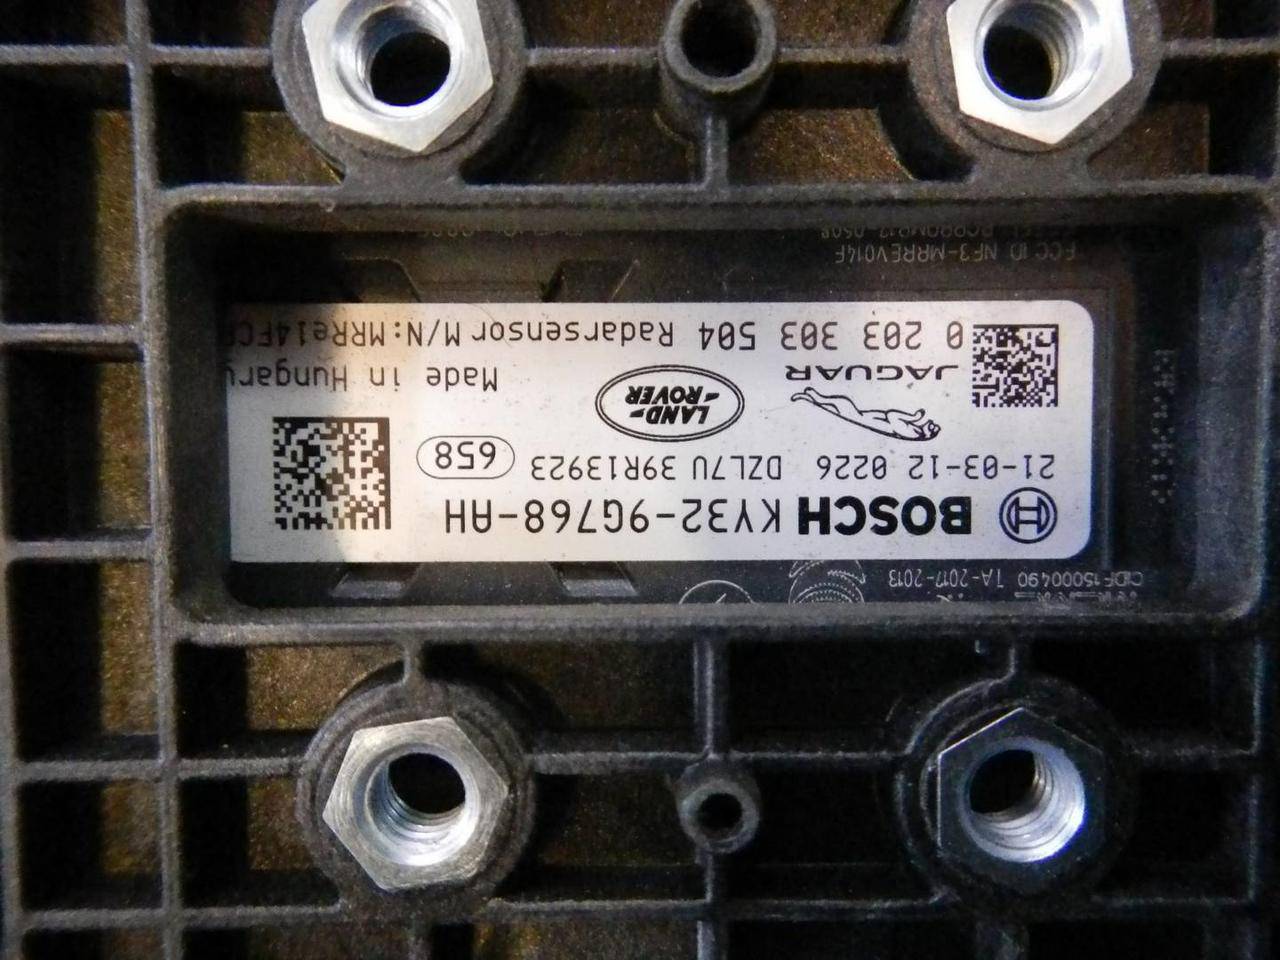 CIDF15000490 TA-2017-2013
BOSCH KY32-9G768-AH
21-03-12 0226 DZL7U 39R13923 658
JAGUAR LAND-ROVER Made in Hungary
0 203 303 504 Radarsensor M/N:MRRe14FCR
FCC ID NF3-MRREV014F